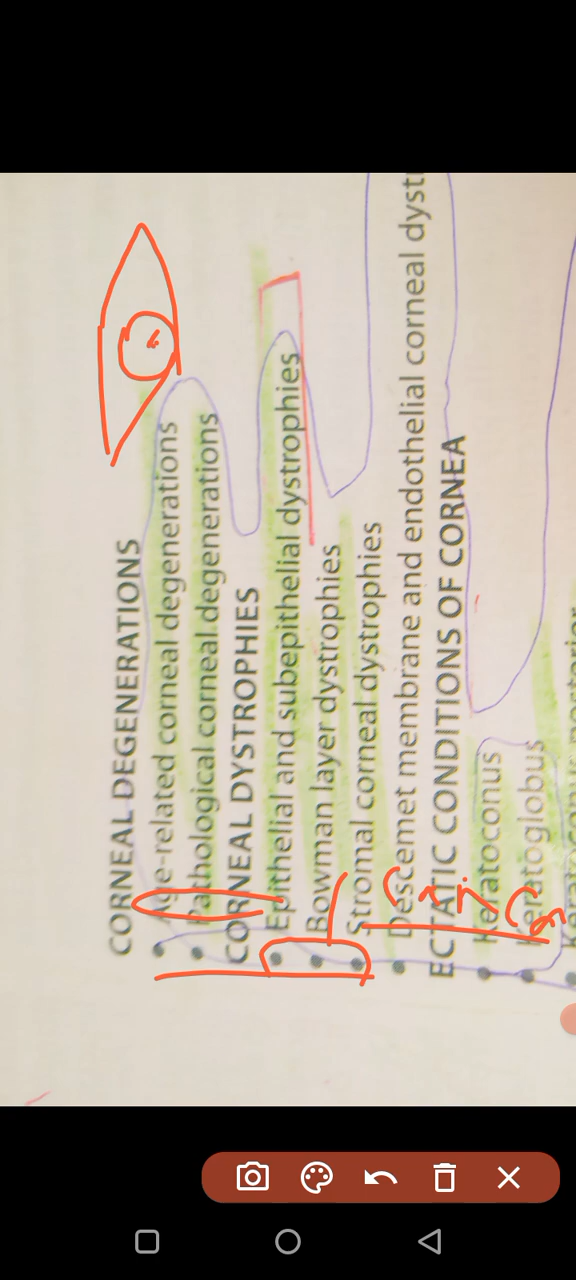 CORNEAL DEGENERATIONS
• Age-related corneal degenerations
• Pathological corneal degenerations
CORNEAL DYSTROPHIES
• Epithelial and subepithelial dystrophies
• Bowman layer dystrophies
• Stromal corneal dystrophies
• Descemet membrane and endothelial corneal dyst
ECTATIC CONDITIONS OF CORNEA
• Keratoconus
• Keratoglobus